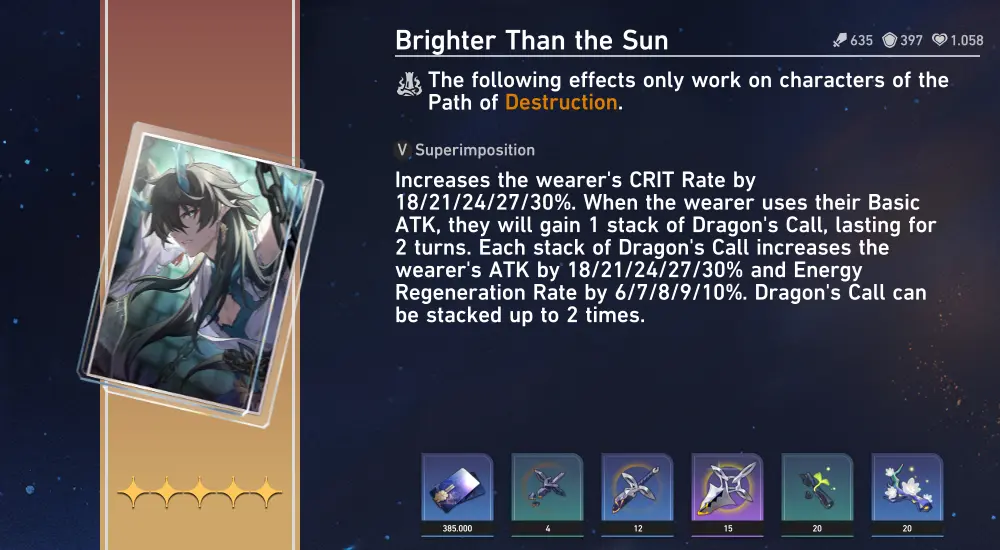 Brighter Than the Sun
635 397 1.058
The following effects only work on characters of the
Path of Destruction.
V Superimposition
Increases the wearer's CRIT Rate by
18/21/24/27/30%. When the wearer uses their Basic
ATK, they will gain 1 stack of Dragon's Call, lasting for
2 turns. Each stack of Dragon's Call increases the
wearer's ATK by 18/21/24/27/30% and Energy
Regeneration Rate by 6/7/8/9/10%. Dragon's Call can
be stacked up to 2 times.
385.000 4 12 15 20 20